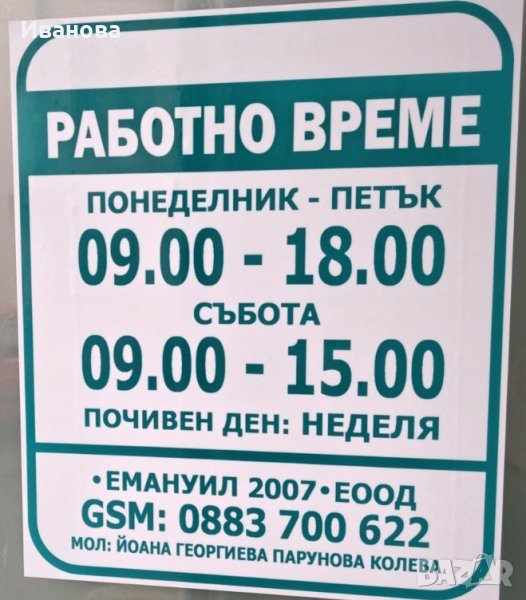 Иванова
РАБОТНО ВРЕМЕ
ПОНЕДЕЛНИК - ПЕТЪК
09.00 - 18.00
СЪБОТА
09.00 - 15.00
ПОЧИВЕН ДЕН: НЕДЕЛЯ
•ЕМАНУИЛ 2007•ЕООД
GSM: 0883 700 622
МОЛ: ЙОАНА ГЕОРГИЕВА ПАРУНОВА КОЛЕВА
BAZAR